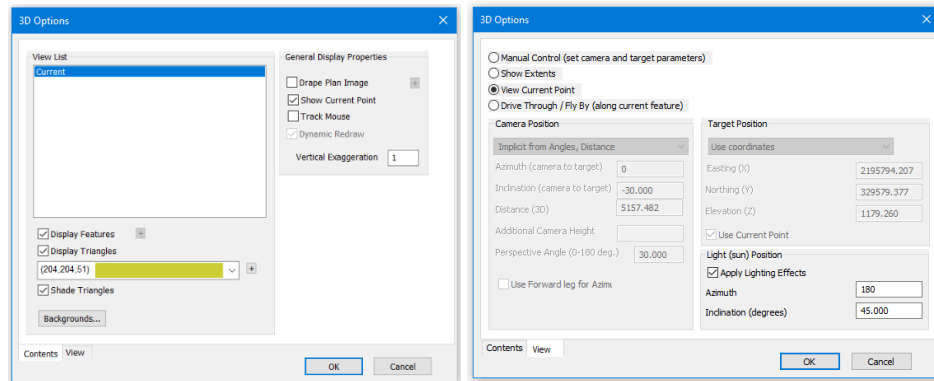 3D Options
View List
Current
General Display Properties
Drape Plan Image
Show Current Point
Track Mouse
Dynamic Redraw
Vertical Exaggeration 1
Display Features
Display Triangles
(204,204,51)
Shade Triangles
Backgrounds...
Contents View
OK Cancel
3D Options
Manual Control (set camera and target parameters)
Show Extents
View Current Point
Drive Through / Fly By (along current feature)
Camera Position
Implicit from Angles, Distance
Azimuth (camera to target) 0
Inclination (camera to target) -30.000
Distance (3D) 5157.482
Additional Camera Height
Perspective Angle (0-180 deg.) 30.000
Use Forward leg for Azimu
Target Position
Use coordinates
Easting (X) 2195794.207
Northing (Y) 329579.377
Elevation (Z) 1179.260
Use Current Point
Light (sun) Position
Apply Lighting Effects
Azimuth 180
Inclination (degrees) 45.000
Contents View
OK Cancel